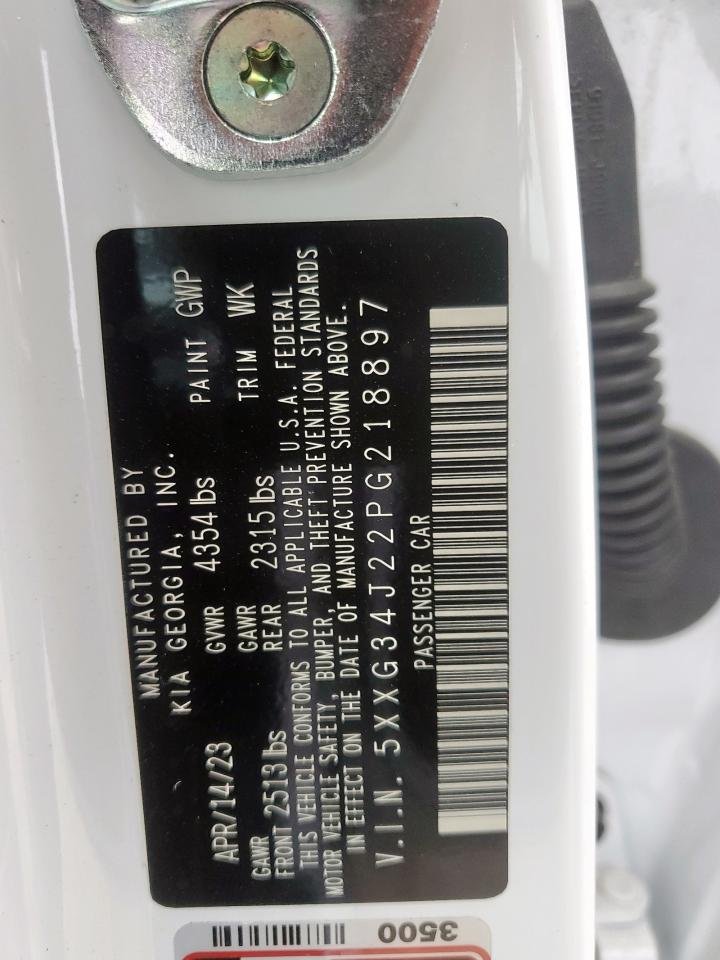 MANUFACTURED BY
KIA GEORGIA, INC.
APR/14/23 GVWR 4354 lbs PAINT GWP
GAWR FRONT 2513 lbs GAWR REAR 2315 lbs TRIM WK
THIS VEHICLE CONFORMS TO ALL APPLICABLE U.S.A. FEDERAL
MOTOR VEHICLE SAFETY, BUMPER, AND THEFT PREVENTION STANDARDS
IN EFFECT ON THE DATE OF MANUFACTURE SHOWN ABOVE.
V.I.N. 5XXG34J22PG218897
PASSENGER CAR
3500